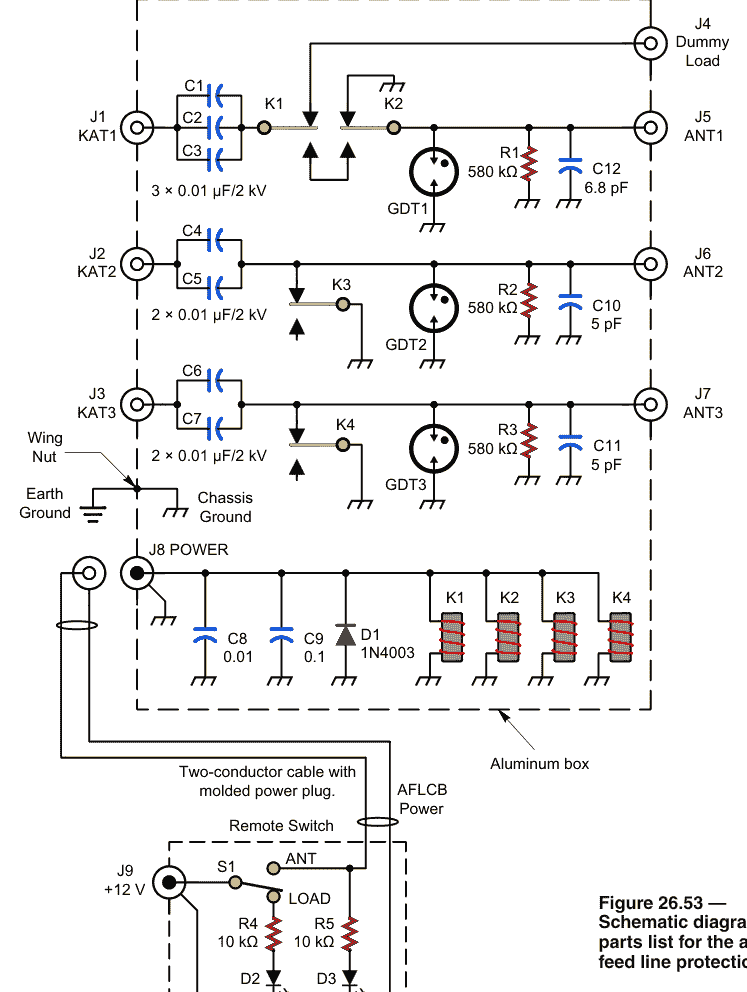 J4
Dummy
Load
C1
K1
K2
J1
KAT1
C2
J5
ANT1
C3
R1
580 kΩ
C12
6.8 pF
3 × 0.01 µF/2 kV
GDT1
C4
J2
KAT2
J6
ANT2
C5
K3
R2
580 kΩ
C10
5 pF
2 × 0.01 µF/2 kV
GDT2
C6
J3
KAT3
J7
ANT3
C7
K4
R3
580 kΩ
C11
5 pF
2 × 0.01 µF/2 kV
GDT3
Wing
Nut
Earth
Ground
Chassis
Ground
J8 POWER
K1
K2
K3
K4
C8
0.01
C9
0.1
D1
1N4003
Aluminum box
Two-conductor cable with
molded power plug.
AFLCB
Power
Remote Switch
J9
+12 V
S1
ANT
LOAD
R4
10 kΩ
R5
10 kΩ
D2
D3
Figure 26.53 —
Schematic diagra
parts list for the a
feed line protectio